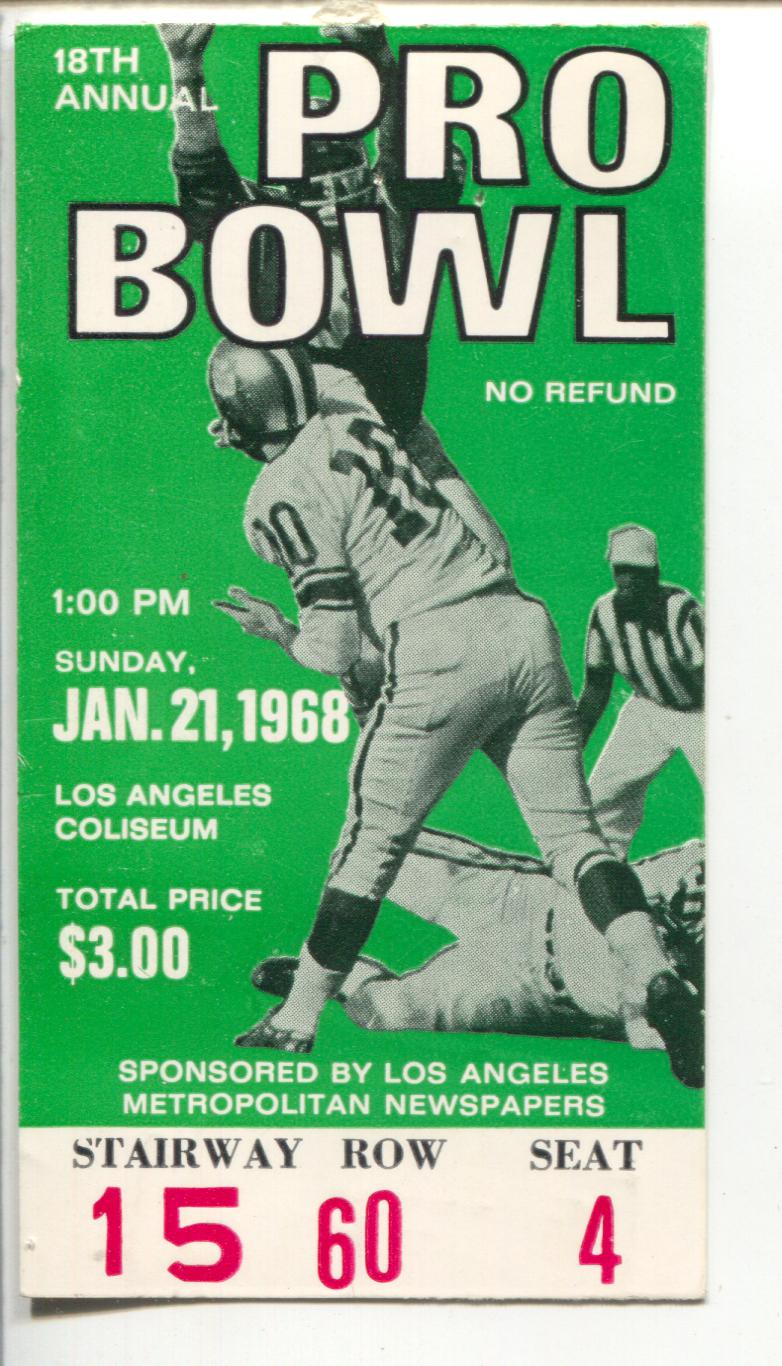 18TH
ANNUAL
PRO
BOWL
NO REFUND
1:00 PM
SUNDAY,
JAN. 21, 1968
LOS ANGELES
COLISEUM
TOTAL PRICE
$3.00
SPONSORED BY LOS ANGELES
METROPOLITAN NEWSPAPERS
STAIRWAY ROW SEAT
15 60 4